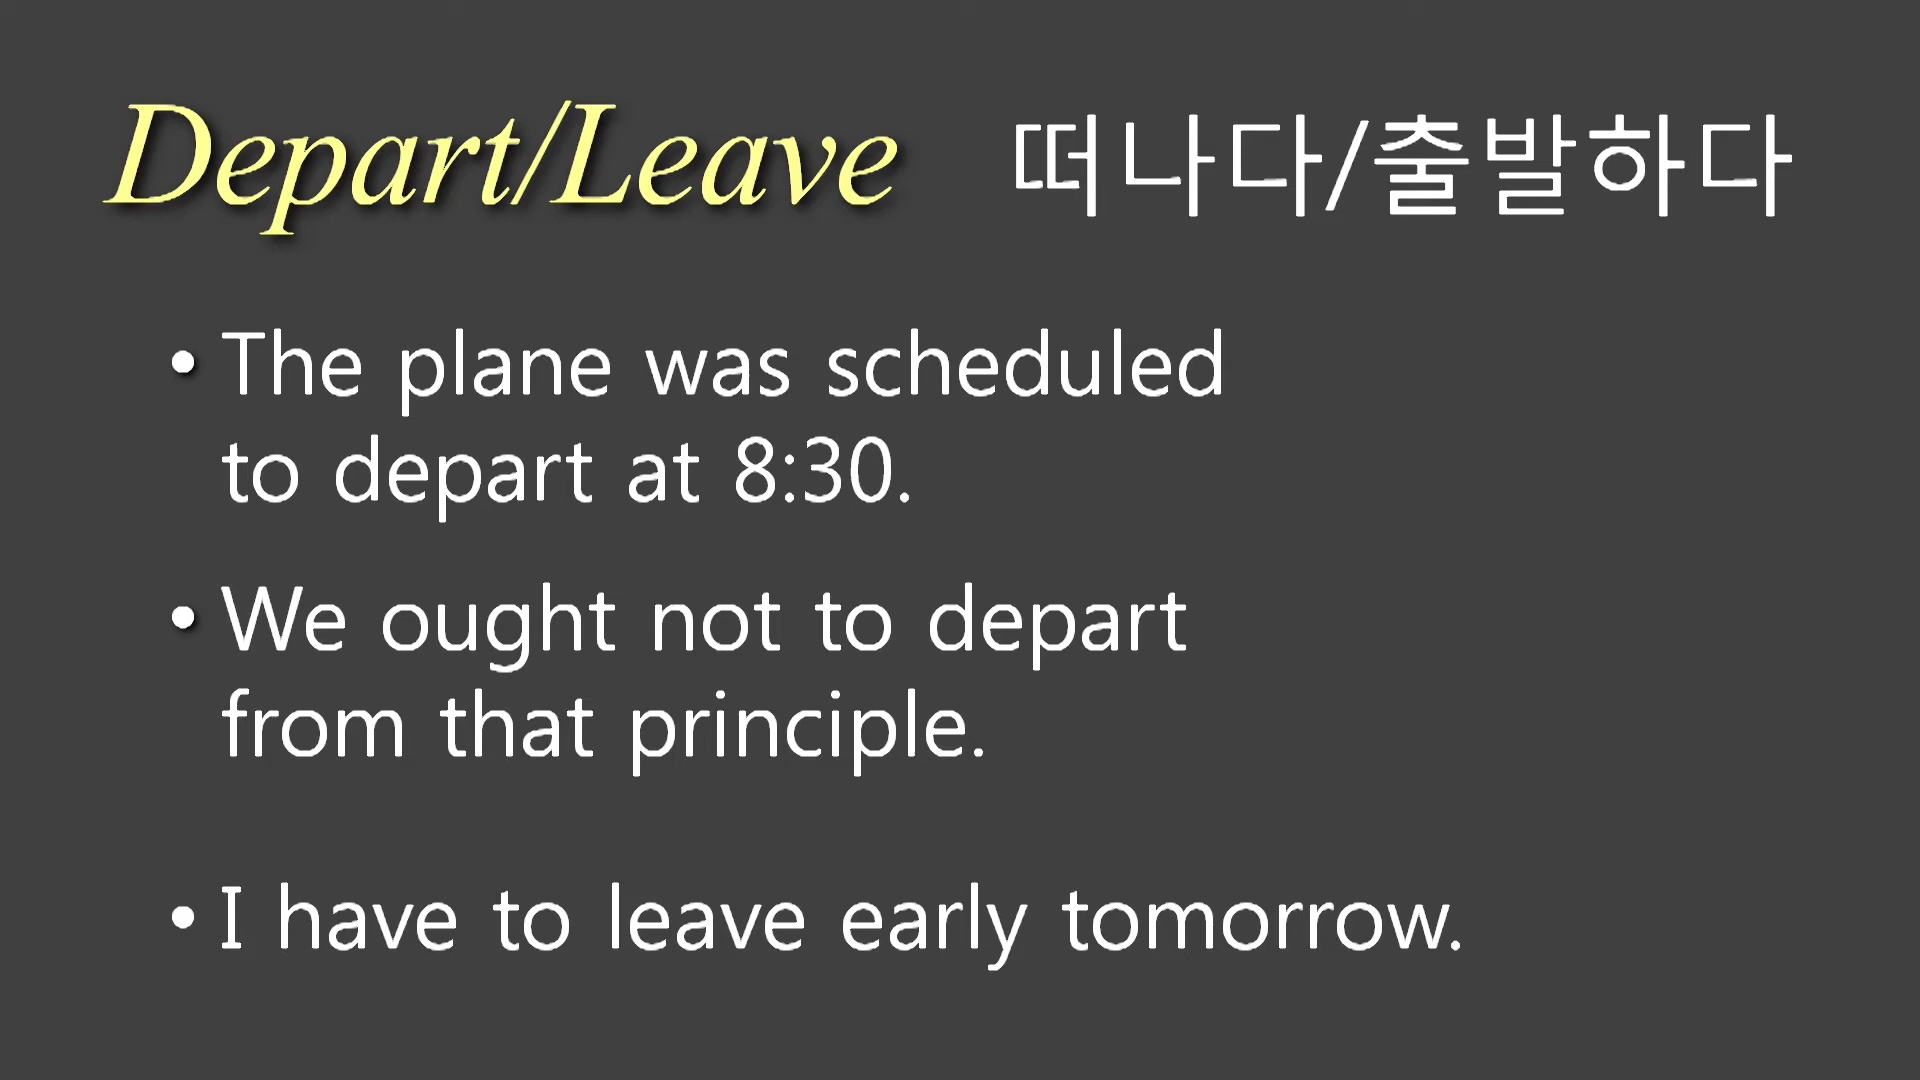 Depart/Leave 떠나다/출발하다
• The plane was scheduled
to depart at 8:30.
• We ought not to depart
from that principle.
• I have to leave early tomorrow.